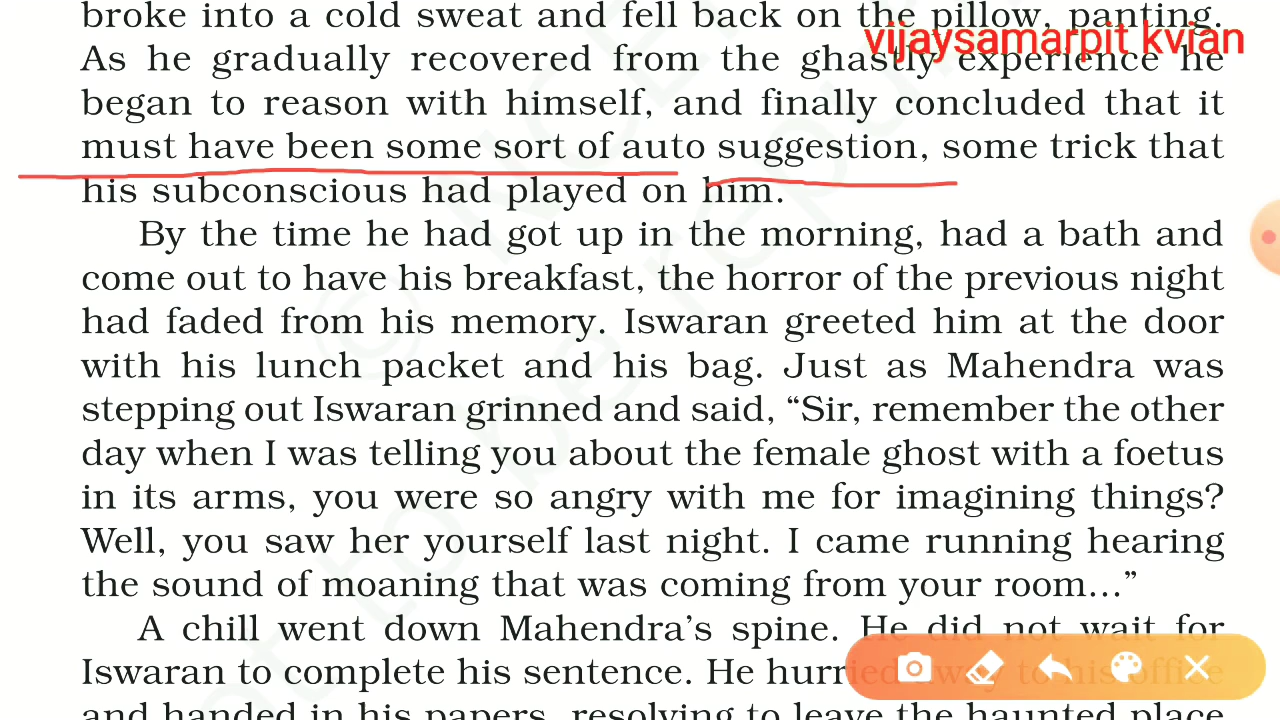 broke into a cold sweat and fell back on the pillow, panting.
vijaysamarpit kvian
As he gradually recovered from the ghastly experience he
began to reason with himself, and finally concluded that it
must have been some sort of auto suggestion, some trick that
his subconscious had played on him.
By the time he had got up in the morning, had a bath and
come out to have his breakfast, the horror of the previous night
had faded from his memory. Iswaran greeted him at the door
with his lunch packet and his bag. Just as Mahendra was
stepping out Iswaran grinned and said, “Sir, remember the other
day when I was telling you about the female ghost with a foetus
in its arms, you were so angry with me for imagining things?
Well, you saw her yourself last night. I came running hearing
the sound of moaning that was coming from your room...”
A chill went down Mahendra’s spine. He did not wait for
Iswaran to complete his sentence. He hurried away to his office
and handed in his papers, resolving to leave the haunted place